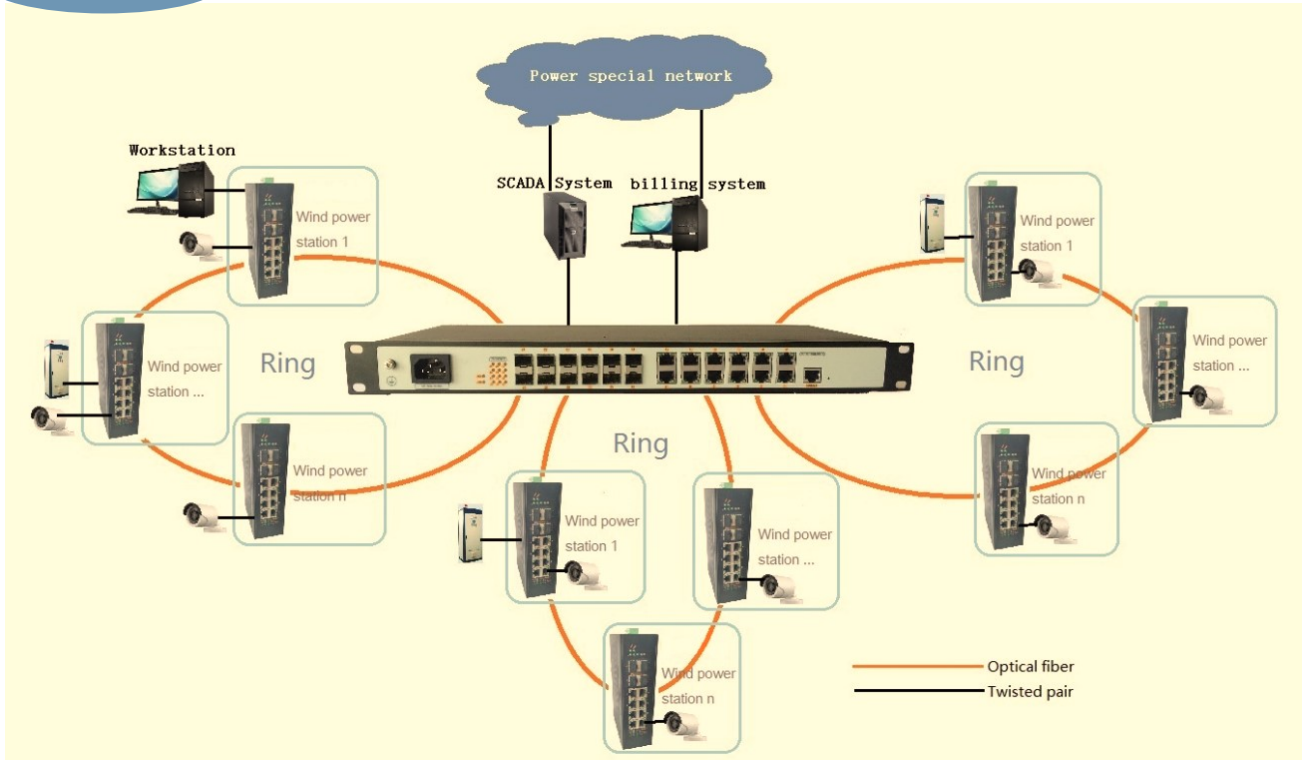 Power special network
Workstation
SCADA System
billing system
Wind power
station 1
Wind power
station 1
Wind power
station ...
Ring
Ring
Wind power
station ...
Ring
Wind power
station n
Wind power
station n
Wind power
station 1
Wind power
station ...
Wind power
station n
Optical fiber
Twisted pair